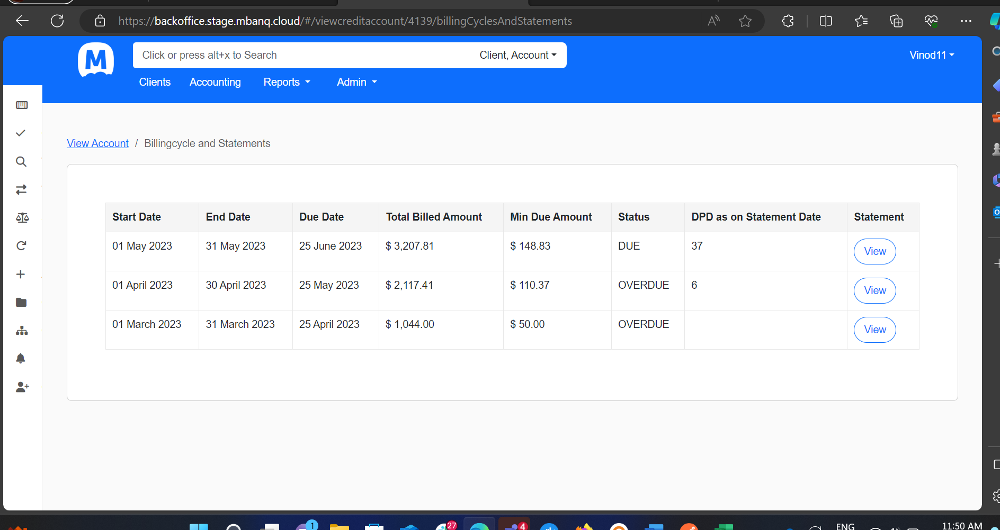 https://backoffice.stage.mbanq.cloud/#/viewcreditaccount/4139/billingCyclesAndStatements
M
Click or press alt+x to Search Client, Account
Vinod11
Clients Accounting Reports Admin
View Account / Billingcycle and Statements
Start Date End Date Due Date Total Billed Amount Min Due Amount Status DPD as on Statement Date Statement
01 May 2023 31 May 2023 25 June 2023 $ 3,207.81 $ 148.83 DUE 37 View
01 April 2023 30 April 2023 25 May 2023 $ 2,117.41 $ 110.37 OVERDUE 6 View
01 March 2023 31 March 2023 25 April 2023 $ 1,044.00 $ 50.00 OVERDUE View
1 27 4 ENG 11:50 AM